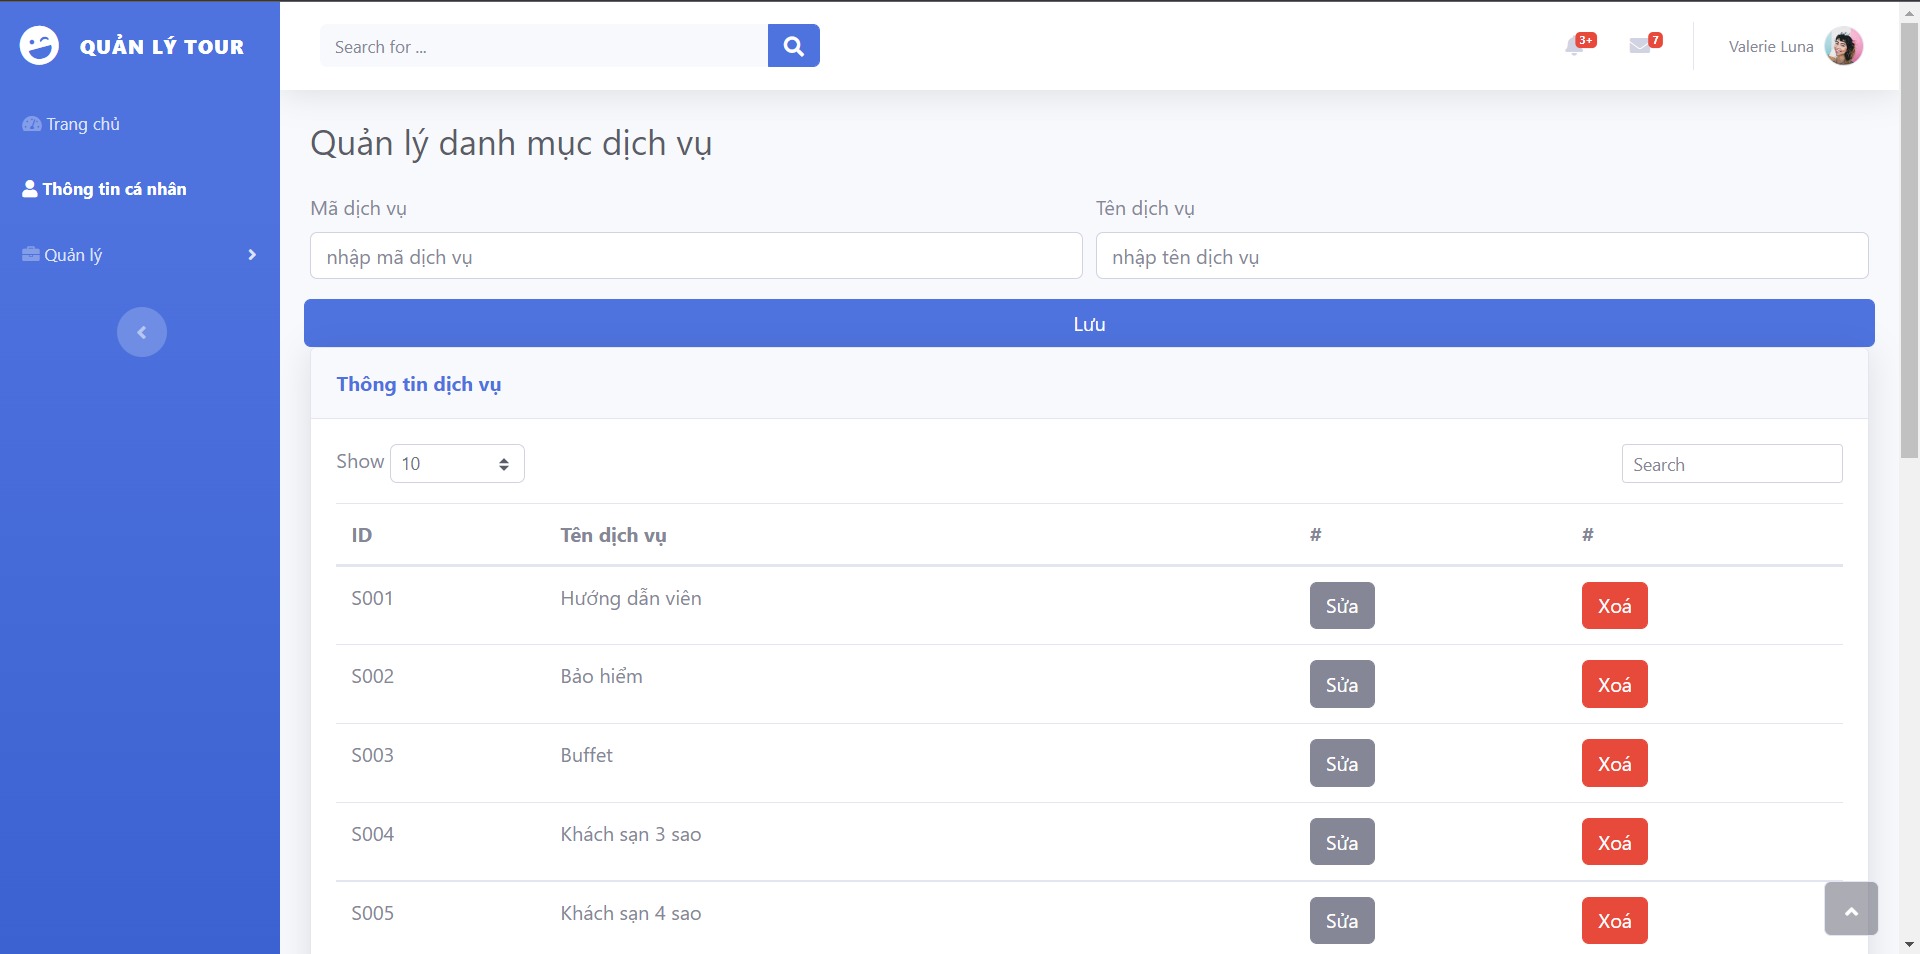 QUẢN LÝ TOUR
Search for ...
3+
7
Valerie Luna
Trang chủ
Thông tin cá nhân
Quản lý
Quản lý danh mục dịch vụ
Mã dịch vụ
Tên dịch vụ
nhập mã dịch vụ
nhập tên dịch vụ
Lưu
Thông tin dịch vụ
Show 10
Search
ID Tên dịch vụ # #
S001 Hướng dẫn viên Sửa Xoá
S002 Bảo hiểm Sửa Xoá
S003 Buffet Sửa Xoá
S004 Khách sạn 3 sao Sửa Xoá
S005 Khách sạn 4 sao Sửa Xoá